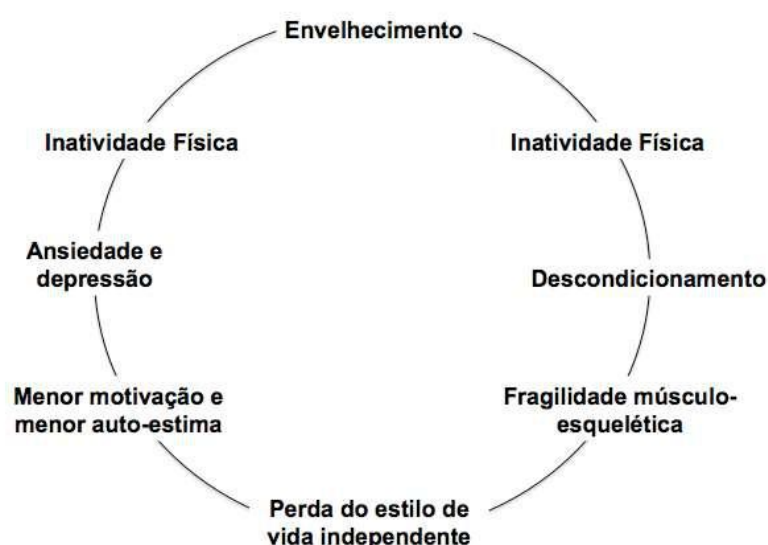 Envelhecimento
Inatividade Física
Inatividade Física
Ansiedade e
depressão
Descondicionamento
Menor motivação e
menor auto-estima
Fragilidade músculo-
esquelética
Perda do estilo de
vida independente